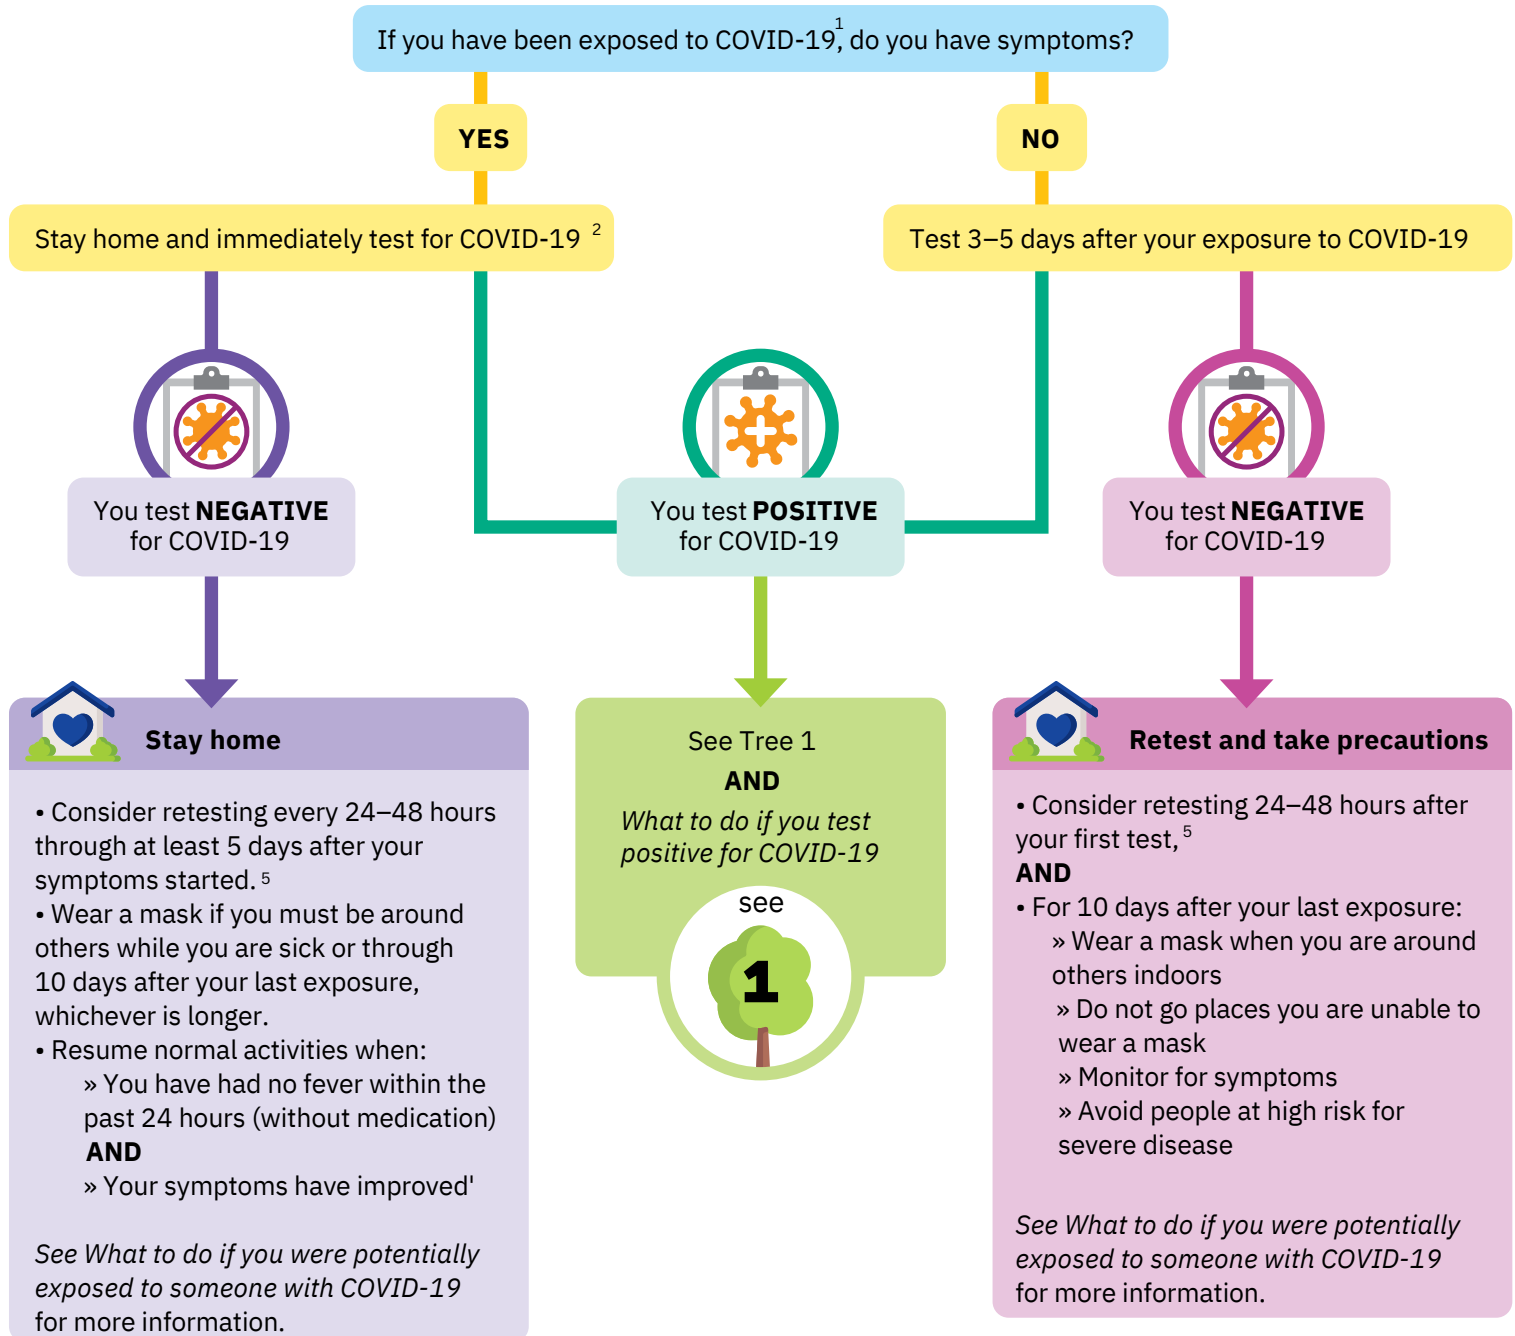 If you have been exposed to COVID-19,1 do you have symptoms?
YES
NO
Stay home and immediately test for COVID-19 2
Test 3–5 days after your exposure to COVID-19
You test NEGATIVE
for COVID-19
You test POSITIVE
for COVID-19
You test NEGATIVE
for COVID-19
Stay home
• Consider retesting every 24–48 hours
through at least 5 days after your
symptoms started. 5
• Wear a mask if you must be around
others while you are sick or through
10 days after your last exposure,
whichever is longer.
• Resume normal activities when:
» You have had no fever within the
past 24 hours (without medication)
AND
» Your symptoms have improved'
See What to do if you were potentially
exposed to someone with COVID-19
for more information.
See Tree 1
AND
What to do if you test
positive for COVID-19
see
1
Retest and take precautions
• Consider retesting 24–48 hours after
your first test, 5
AND
• For 10 days after your last exposure:
» Wear a mask when you are around
others indoors
» Do not go places you are unable to
wear a mask
» Monitor for symptoms
» Avoid people at high risk for
severe disease
See What to do if you were potentially
exposed to someone with COVID-19
for more information.